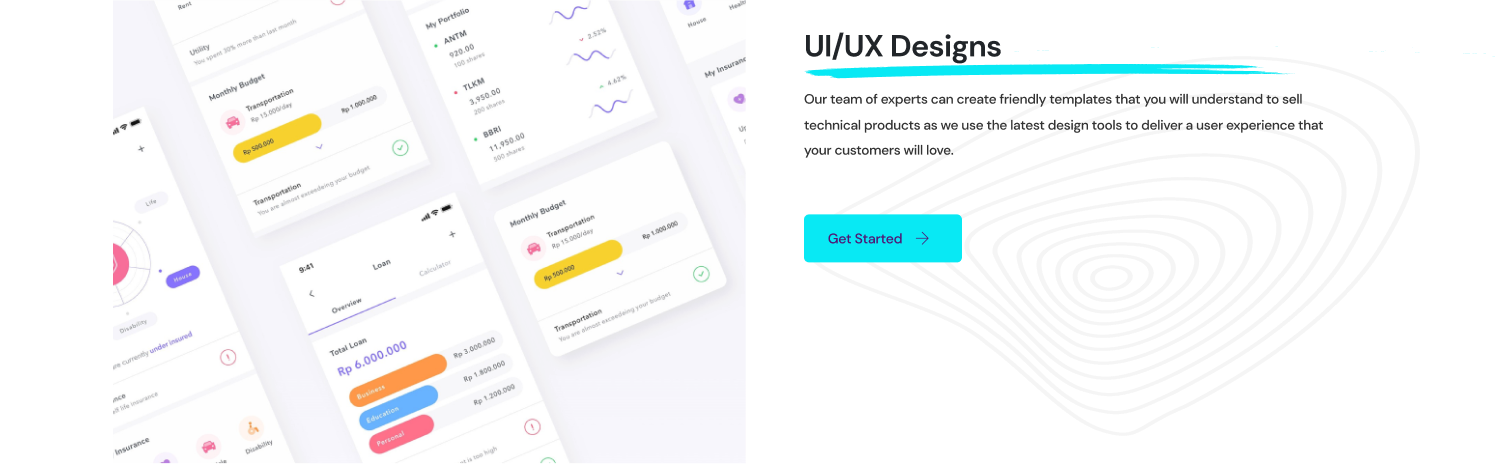 Rent
Utility
You spent 30% more than last month
Monthly Budget
Transportation
Rp 15.000/day
Rp 500.000
Rp 1.000.000
Transportation
You are almost exceedeing your budget
My Portfolio
ANTM
920.00
100 shares
2.52%
TLKM
3,950.00
200 shares
4.62%
BBRI
11,950.00
500 shares
House
My Insurance
Life
House
Disability
currently under insured
life insurance
Insurance
Disability
9:41
Loan
Overview
Calculator
Total Loan
Rp 6.000.000
Business
Rp 3.000.000
Education
Rp 1.800.000
Personal
Rp 1.200.000
is too high
Monthly Budget
Transportation
Rp 15.000/day
Rp 500.000
Rp 1.000.000
Transportation
You are almost exceedeing your budget
UI/UX Designs
Our team of experts can create friendly templates that you will understand to sell
technical products as we use the latest design tools to deliver a user experience that
your customers will love.
Get Started